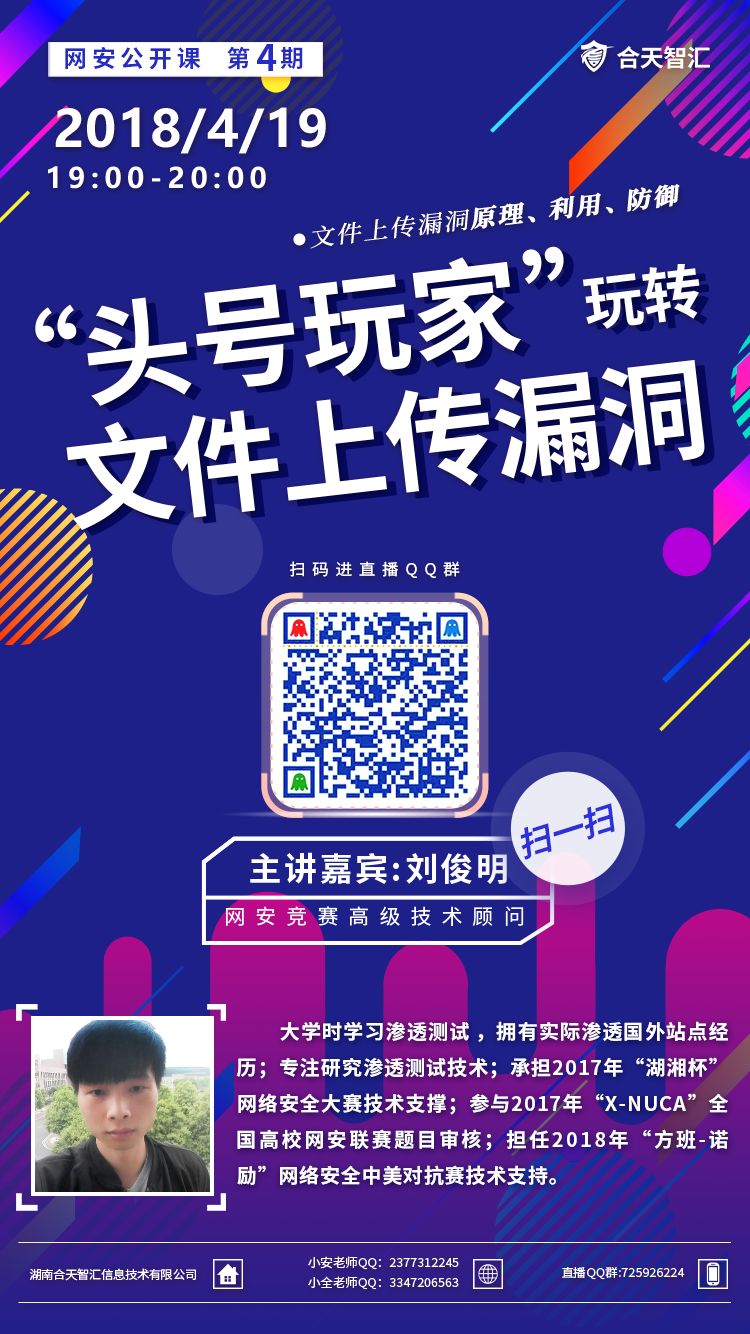 网安公开课 第4期
合天智汇
2018/4/19
19:00-20:00
●文件上传漏洞原理、利用、防御
“头号玩家”玩转
文件上传漏洞
扫码进直播QQ群
扫一扫
主讲嘉宾:刘俊明
网安竞赛高级技术顾问
大学时学习渗透测试，拥有实际渗透国外站点经
历；专注研究渗透测试技术；承担2017年“湖湘杯”
网络安全大赛技术支撑；参与2017年“X-NUCA”全
国高校网安联赛题目审核；担任2018年“方班-诺
励”网络安全中美对抗赛技术支持。
湖南合天智汇信息技术有限公司
小安老师QQ：2377312245
小全老师QQ：3347206563
直播QQ群:725926224